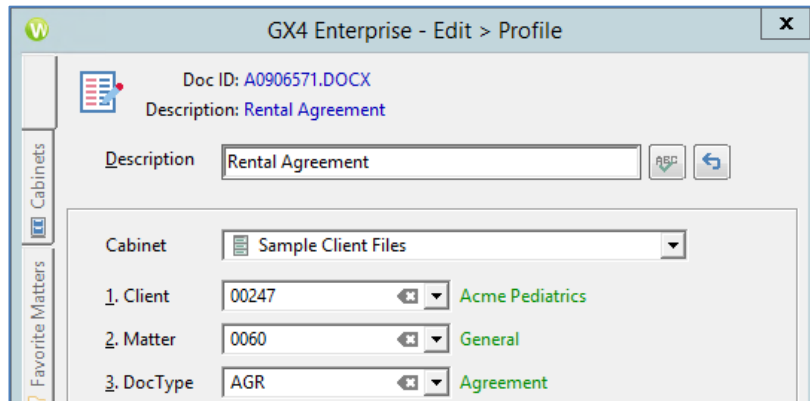 W
GX4 Enterprise - Edit > Profile
x
Doc ID: A0906571.DOCX
Description: Rental Agreement
Cabinets
Description Rental Agreement ABC
Cabinet Sample Client Files
Favorite Matters
1. Client 00247 Acme Pediatrics
2. Matter 0060 General
3. DocType AGR Agreement